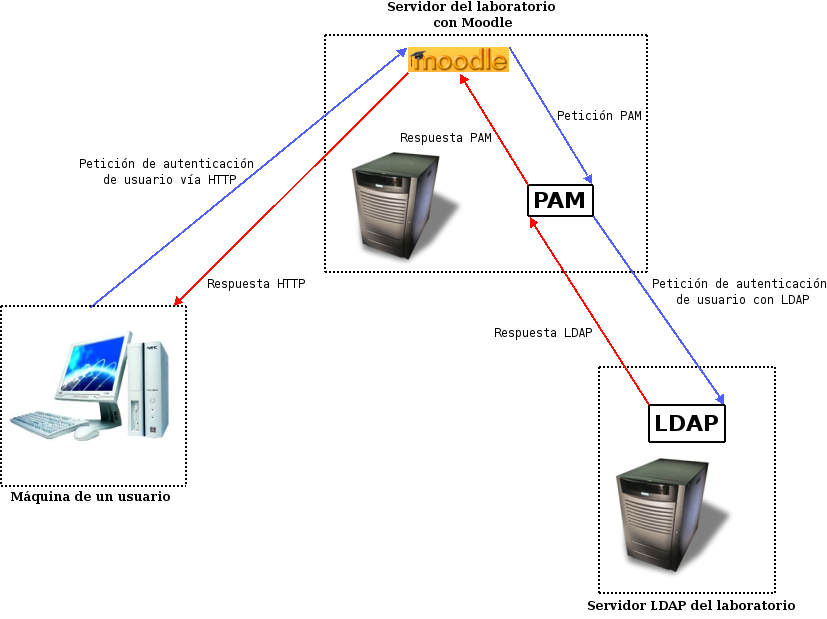 Servidor del laboratorio
con Moodle
moodle
Petición PAM
Respuesta PAM
Petición de autenticación
de usuario vía HTTP
PAM
Respuesta HTTP
Petición de autenticación
de usuario con LDAP
Respuesta LDAP
NEC
LDAP
Máquina de un usuario
Servidor LDAP del laboratorio